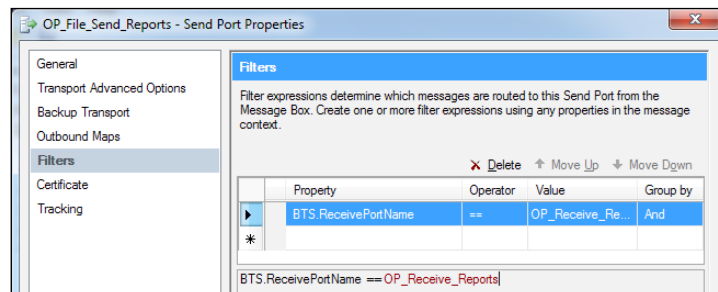 OP_File_Send_Reports - Send Port Properties
General
Transport Advanced Options
Backup Transport
Outbound Maps
Filters
Certificate
Tracking
Filters
Filter expressions determine which messages are routed to this Send Port from the
Message Box. Create one or more filter expressions using any properties in the message
context.
Delete Move Up Move Down
Property Operator Value Group by
BTS.ReceivePortName == OP_Receive_Re... And
BTS.ReceivePortName == OP_Receive_Reports